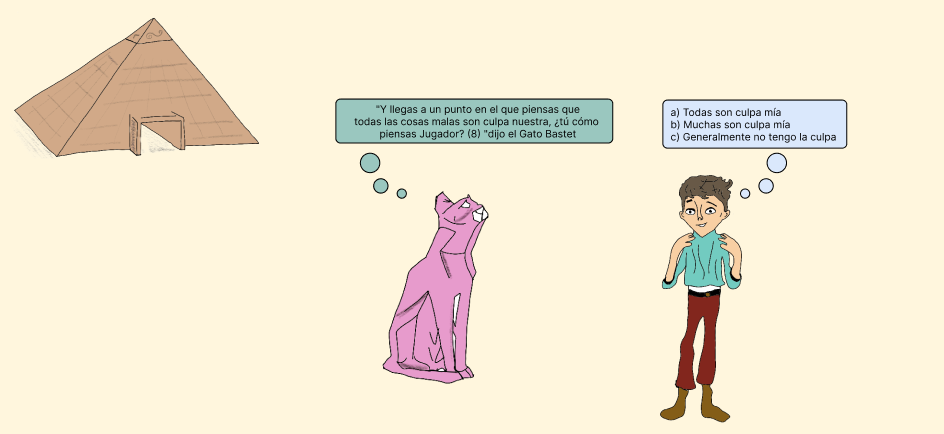 "Y llegas a un punto en el que piensas que
todas las cosas malas son culpa nuestra, ¿tú cómo
piensas Jugador? (8) "dijo el Gato Bastet
a) Todas son culpa mía
b) Muchas son culpa mía
c) Generalmente no tengo la culpa